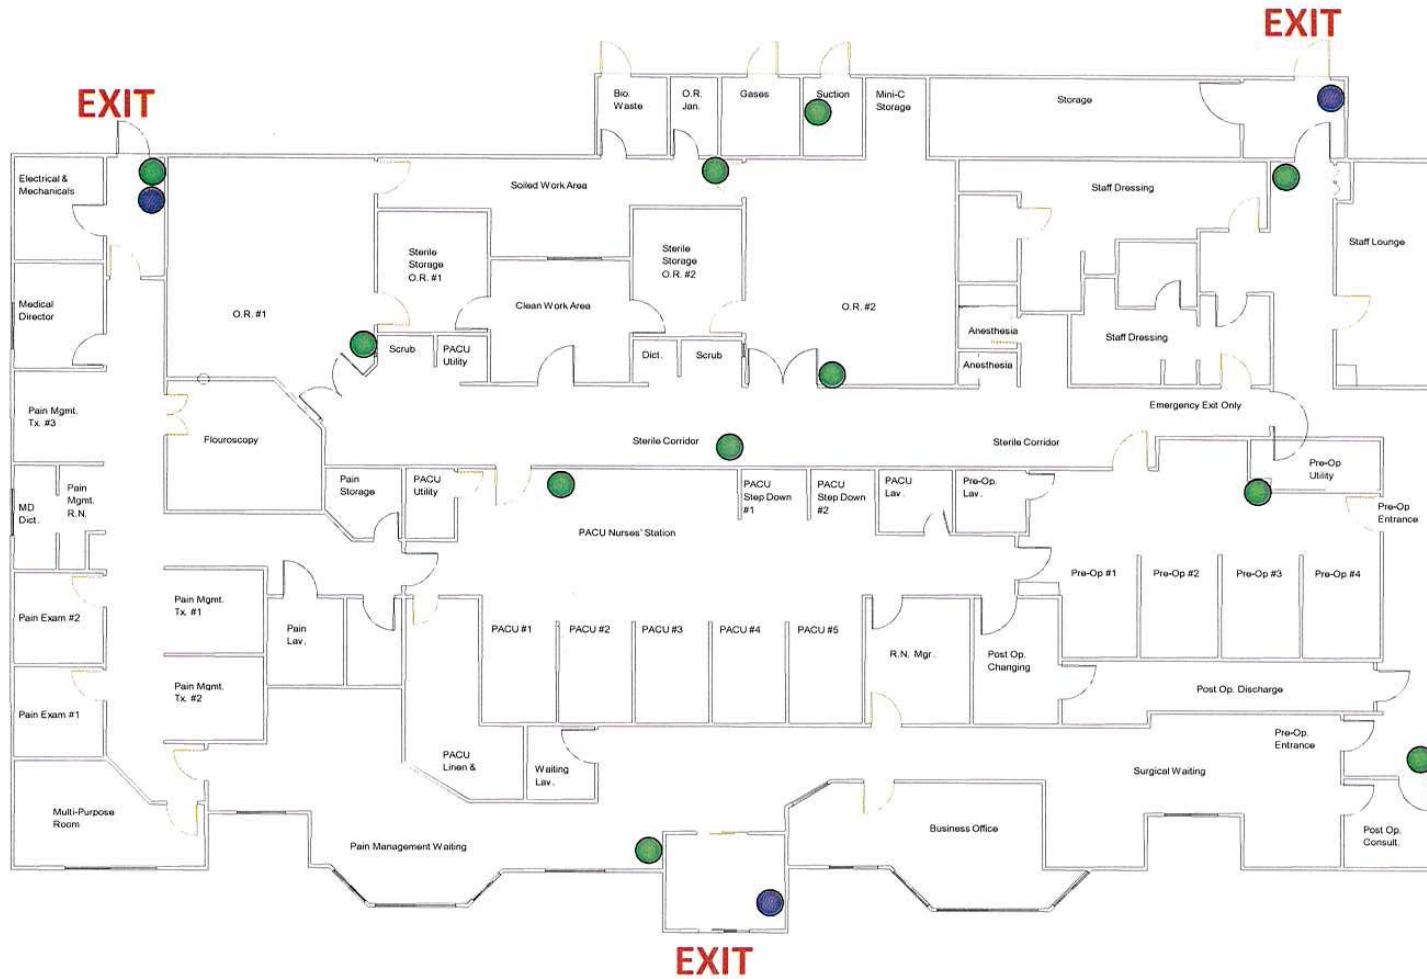 EXIT
EXIT
Bio.
Waste
O.R.
Jan.
Gases
Suction
Mini-C
Storage
Storage
Electrical &
Mechanicals
Soiled Work Area
Staff Dressing
Sterile
Storage
O.R. #1
Sterile
Storage
O.R. #2
Staff Lounge
Medical
Director
O.R. #1
Clean Work Area
O.R. #2
Anesthesia
Staff Dressing
Scrub
PACU
Utility
Dict.
Scrub
Anesthesia
Pain Mgmt.
Tx. #3
Emergency Exit Only
Flouroscopy
Sterile Corridor
Sterile Corridor
Pre-Op
Utility
Pain
Storage
PACU
Utility
PACU
Step Down
#1
PACU
Step Down
#2
PACU
Lav.
Pre-Op.
Lav.
MD
Dict.
Pain
Mgmt.
R.N.
Pre-Op
Entrance
PACU Nurses' Station
Pre-Op #1
Pre-Op #2
Pre-Op #3
Pre-Op #4
Pain Exam #2
Pain Mgmt.
Tx. #1
Pain
Lav.
PACU #1
PACU #2
PACU #3
PACU #4
PACU #5
R.N. Mgr.
Post Op.
Changing
Pain Exam #1
Pain Mgmt.
Tx. #2
Post Op. Discharge
PACU
Linen &
Waiting
Lav.
Pre-Op.
Entrance
Surgical Waiting
Multi-Purpose
Room
Pain Management Waiting
Business Office
Post Op.
Consult.
EXIT